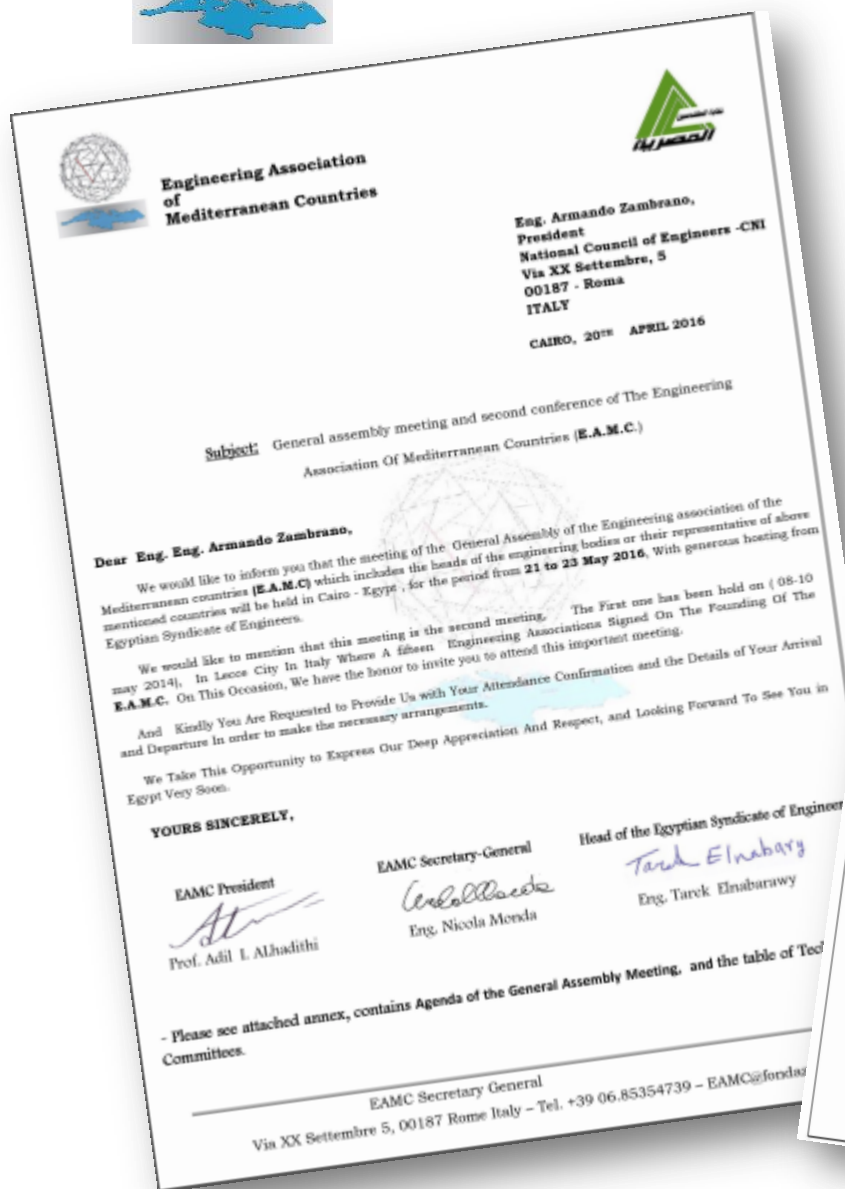 Engineering Association
of
Mediterranean Countries
نقابة المهندسين
المصرية
Eng. Armando Zambrano,
President
National Council of Engineers -CNI
Via XX Settembre, 5
00187 - Roma
ITALY
CAIRO, 20TH APRIL 2016
Subject: General assembly meeting and second conference of The Engineering
Association Of Mediterranean Countries (E.A.M.C.)
Dear Eng. Eng. Armando Zambrano,
We would like to inform you that the meeting of the General Assembly of the Engineering association of the
Mediterranean countries (E.A.M.C) which includes the heads of the engineering bodies or their representative of above
mentioned countries will be held in Cairo - Egypt , for the period from 21 to 23 May 2016, With generous hosting from
Egyptian Syndicate of Engineers.
We would like to mention that this meeting is the second meeting, The First one has been hold on ( 08-10
may 2014), In Lecce City In Italy Where A fifteen Engineering Associations Signed On The Founding Of The
E.A.M.C. On This Occasion, We have the honor to invite you to attend this important meeting.
And Kindly You Are Requested to Provide Us with Your Attendance Confirmation and the Details of Your Arrival
and Departure In order to make the necessary arrangements.
We Take This Opportunity to Express Our Deep Appreciation And Respect, and Looking Forward To See You in
Egypt Very Soon.
YOURS SINCERELY,
EAMC President
EAMC Secretary-General
Head of the Egyptian Syndicate of Engineer
Tarek Elnabary
Prof. Adil I. ALhadithi
Eng. Nicola Monda
Eng. Tarek Elnabarawy
- Please see attached annex, contains Agenda of the General Assembly Meeting, and the table of Tec
Committees.
EAMC Secretary General
Via XX Settembre 5, 00187 Rome Italy – Tel. +39 06.85354739 – EAMC@fonda